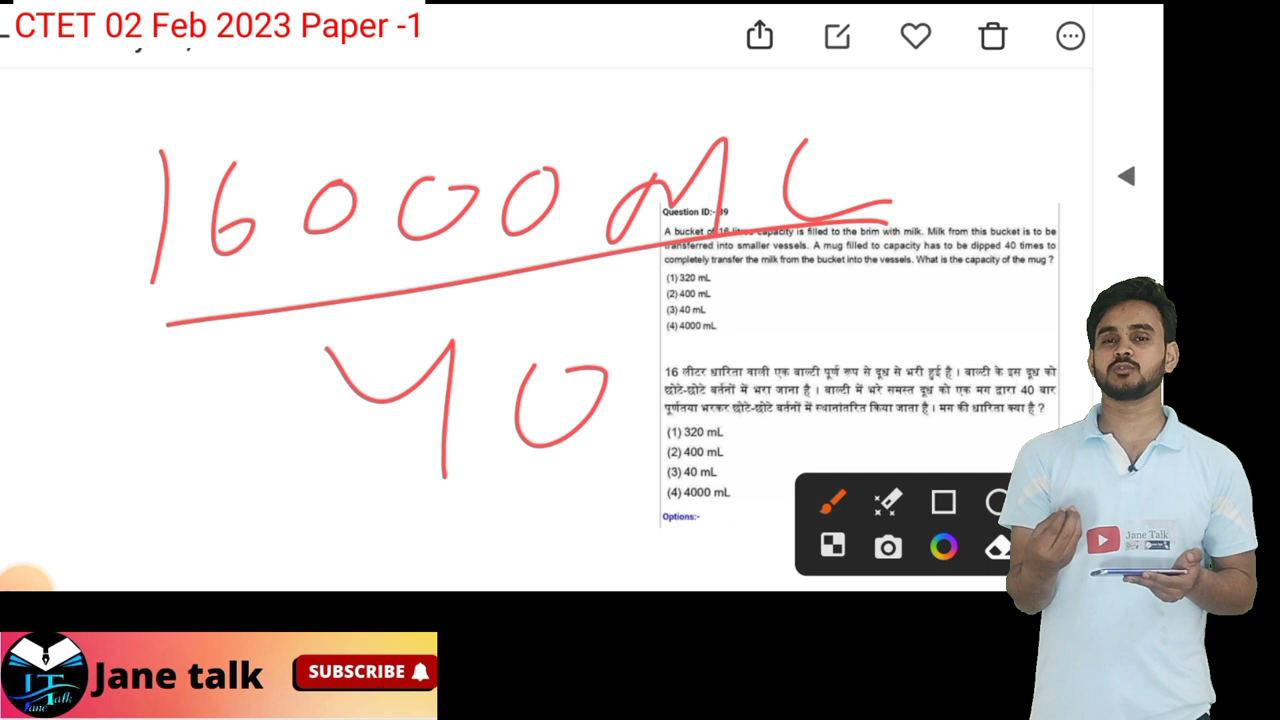 CTET 02 Feb 2023 Paper -1
16000 ML
40
Question ID:- 39
A bucket of 16 litres capacity is filled to the brim with milk. Milk from this bucket is to be
transferred into smaller vessels. A mug filled to capacity has to be dipped 40 times to
completely transfer the milk from the bucket into the vessels. What is the capacity of the mug ?
(1) 320 mL
(2) 400 mL
(3) 40 mL
(4) 4000 mL
16 लीटर धारिता वाली एक बाल्टी पूर्ण रूप से दूध से भरी हुई है । बाल्टी के इस दूध को
छोटे-छोटे बर्तनों में भरा जाना है । बाल्टी में भरे समस्त दूध को एक मग द्वारा 40 बार
पूर्णतया भरकर छोटे-छोटे बर्तनों में स्थानांतरित किया जाता है । मग की धारिता क्या है ?
(1) 320 mL
(2) 400 mL
(3) 40 mL
(4) 4000 mL
Options:-
Jane Talk
JT
Jane Talk
Jane talk
SUBSCRIBE